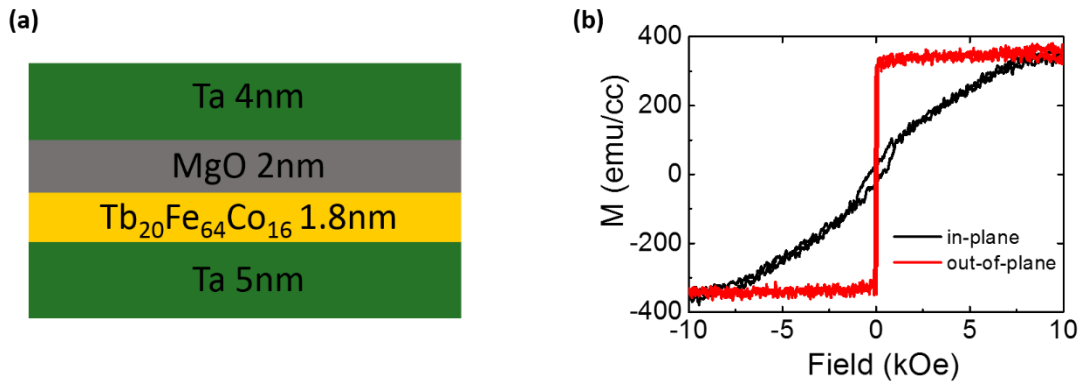 (a)
Ta 4nm
MgO 2nm
Tb₂₀Fe₆₄Co₁₆ 1.8nm
Ta 5nm
(b)
400
200
0
-200
-400
M (emu/cc)
in-plane
out-of-plane
-10 -5 0 5 10
Field (kOe)